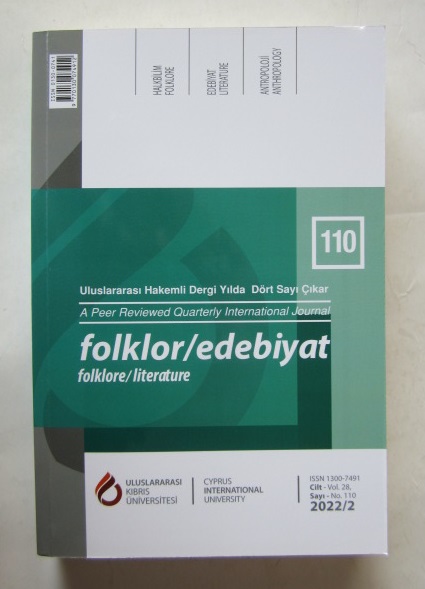 HALKBİLİM
FOLKLORE
EDEBİYAT
LITERATURE
ANTROPOLOJİ
ANTHROPOLOGY
110
Uluslararası Hakemli Dergi Yılda Dört Sayı Çıkar
A Peer Reviewed Quarterly International Journal
folklor/edebiyat
folklore/literature
ULUSLARARASI
KIBRIS
ÜNİVERSİTESİ
CYPRUS
INTERNATIONAL
UNIVERSITY
ISSN 1300-7491
Cilt - Vol. 28,
Sayı - No. 110
2022/2